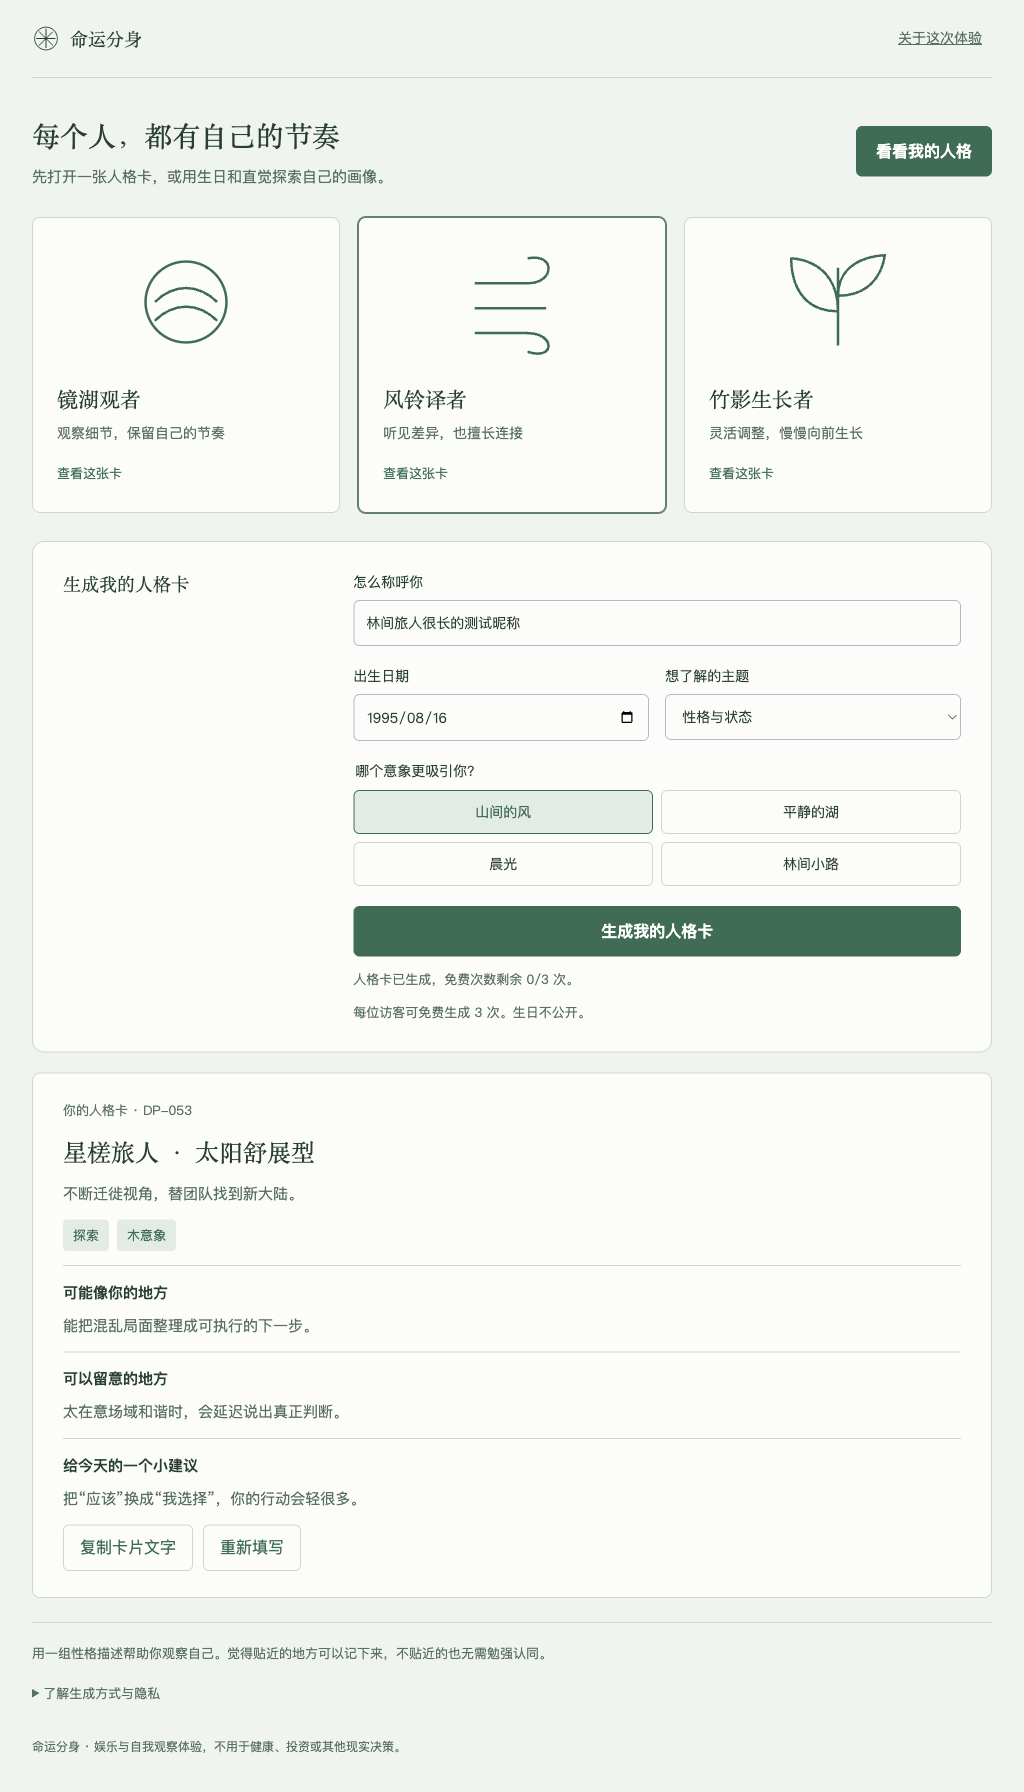 命运分身
关于这次体验
每个人，都有自己的节奏
先打开一张人格卡，或用生日和直觉探索自己的画像。
看看我的人格
镜湖观者
观察细节，保留自己的节奏
查看这张卡
风铃译者
听见差异，也擅长连接
查看这张卡
竹影生长者
灵活调整，慢慢向前生长
查看这张卡
生成我的人格卡
怎么称呼你
林间旅人很长的测试昵称
出生日期
1995/08/16
想了解的主题
性格与状态
哪个意象更吸引你？
山间的风
平静的湖
晨光
林间小路
生成我的人格卡
人格卡已生成，免费次数剩余 0/3 次。
每位访客可免费生成 3 次。生日不公开。
你的人格卡 · DP-053
星槎旅人 · 太阳舒展型
不断迁徙视角，替团队找到新大陆。
探索
木意象
可能像你的地方
能把混乱局面整理成可执行的下一步。
可以留意的地方
太在意场域和谐时，会延迟说出真正判断。
给今天的一个小建议
把“应该”换成“我选择”，你的行动会轻很多。
复制卡片文字
重新填写
用一组性格描述帮助你观察自己。觉得贴近的地方可以记下来，不贴近的也无需勉强认同。
了解生成方式与隐私
命运分身 · 娱乐与自我观察体验，不用于健康、投资或其他现实决策。